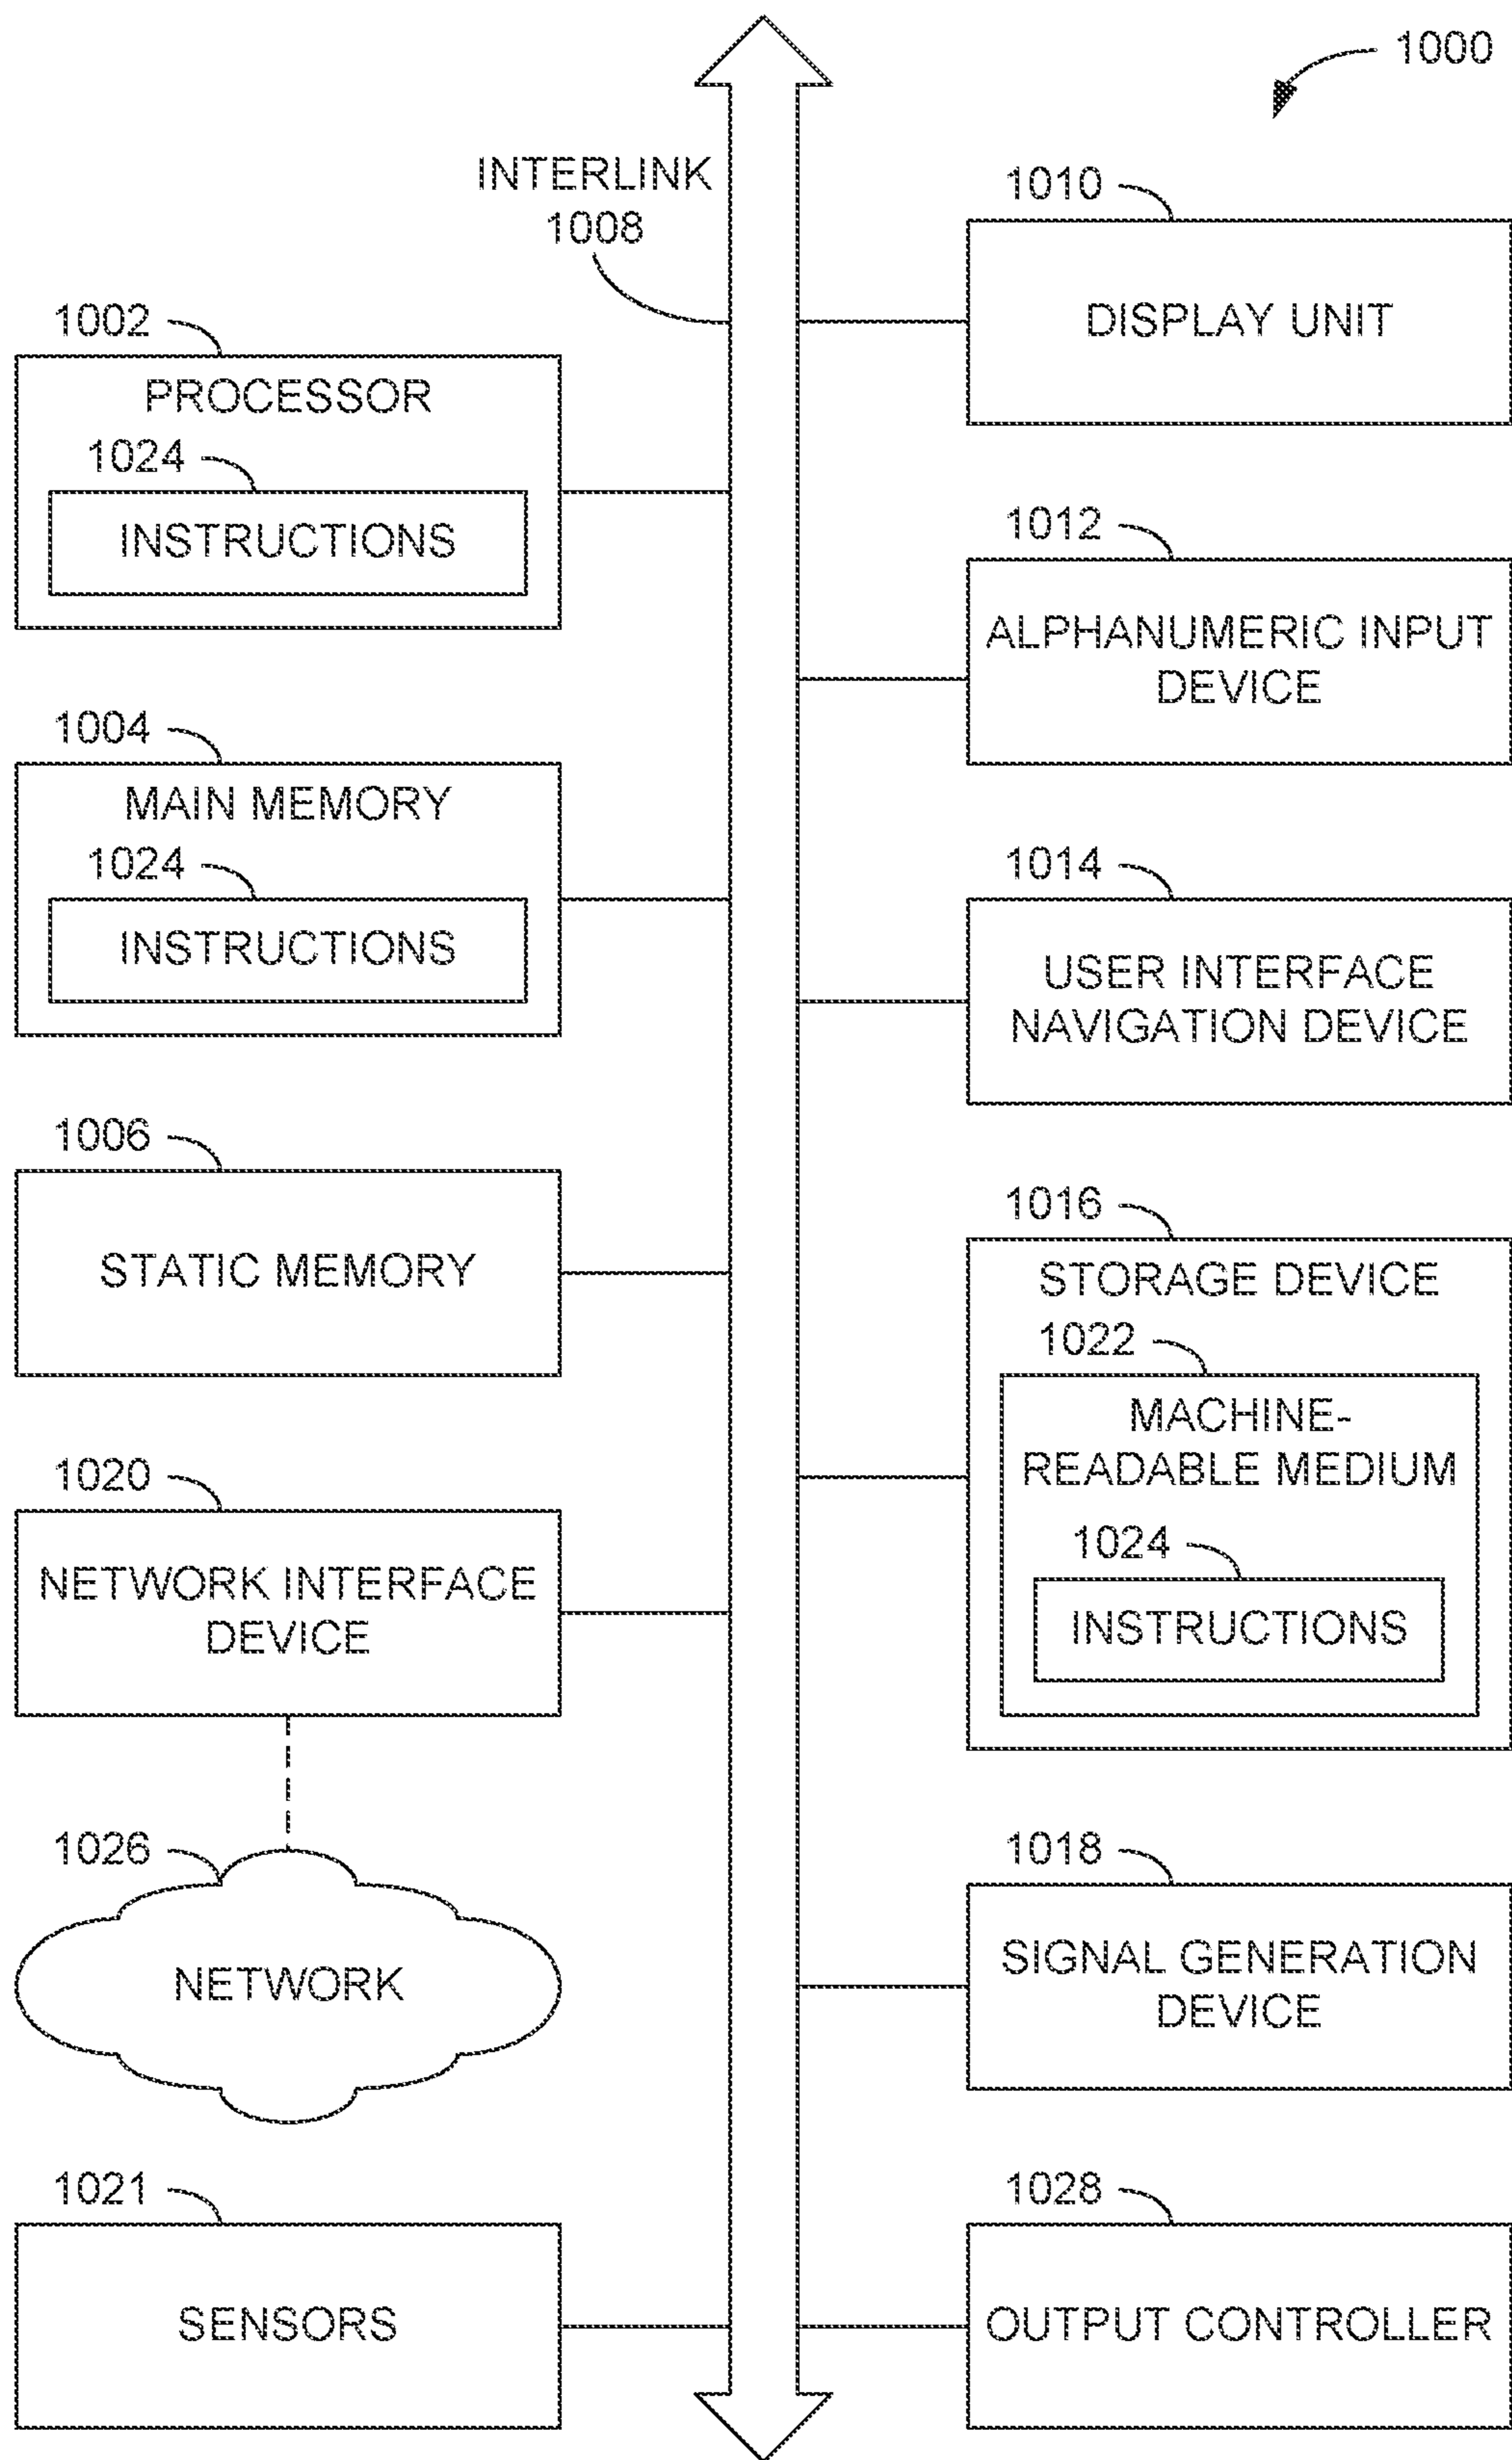 1000
INTERLINK
1008
1002
PROCESSOR
1024
INSTRUCTIONS
1004
MAIN MEMORY
1024
INSTRUCTIONS
1006
STATIC MEMORY
1020
NETWORK INTERFACE
DEVICE
1026
NETWORK
1021
SENSORS
1010
DISPLAY UNIT
1012
ALPHANUMERIC INPUT
DEVICE
1014
USER INTERFACE
NAVIGATION DEVICE
1016
STORAGE DEVICE
1022
MACHINE-
READABLE MEDIUM
1024
INSTRUCTIONS
1018
SIGNAL GENERATION
DEVICE
1028
OUTPUT CONTROLLER